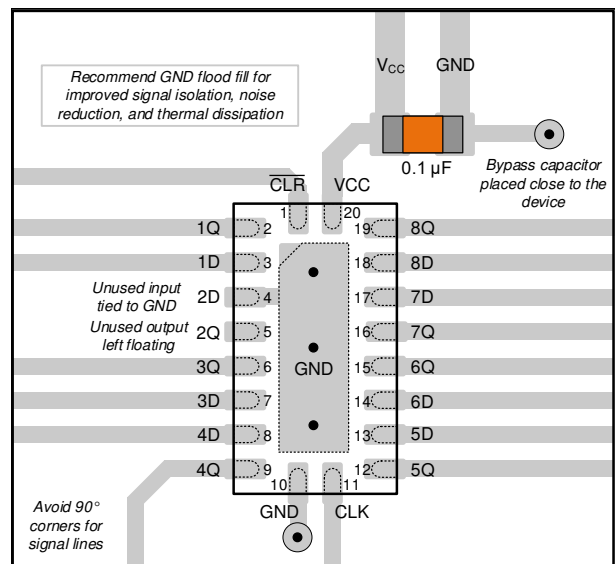 Recommend GND flood fill for
improved signal isolation, noise
reduction, and thermal dissipation
VCC GND
0.1 µF
Bypass capacitor
placed close to the
device
CLR VCC
1 20
1Q 2 19 8Q
1D 3 18 8D
Unused input
tied to GND
2D 4 17 7D
Unused output
left floating
2Q 5 16 7Q
3Q 6 GND 15 6Q
3D 7 14 6D
4D 8 13 5D
4Q 9 12 5Q
10 11
GND CLK
Avoid 90°
corners for
signal lines